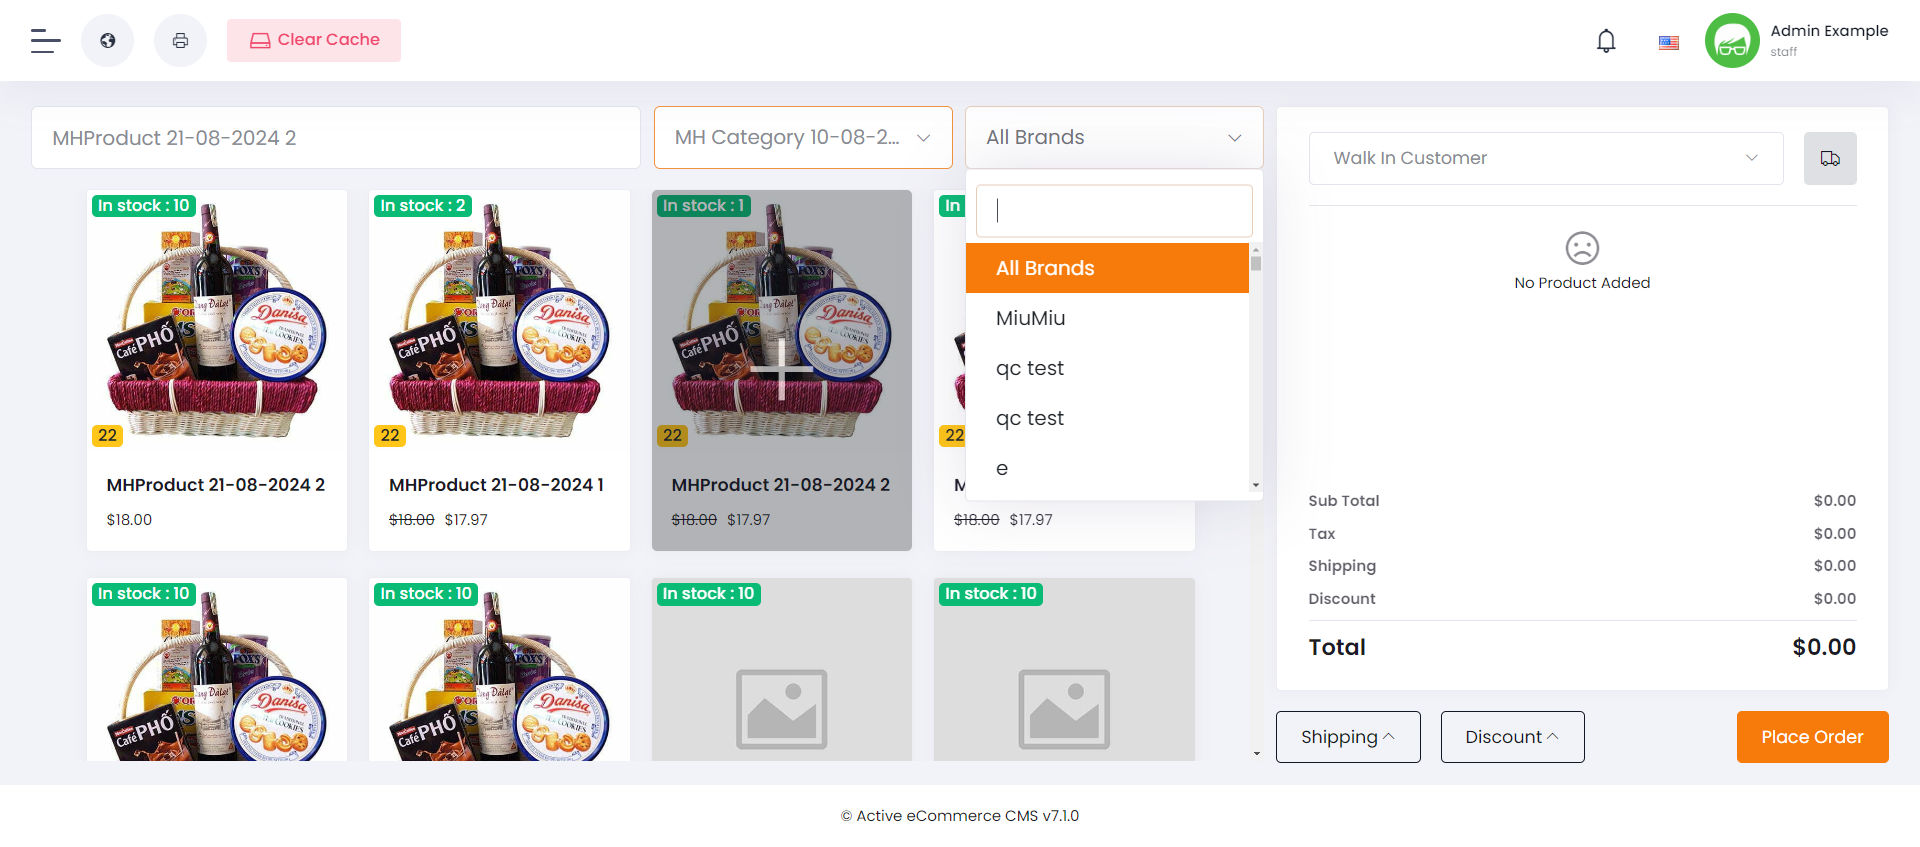 Clear Cache
Admin Example
staff
MHProduct 21-08-2024 2
MH Category 10-08-2...
All Brands
Walk In Customer
In stock : 10
In stock : 2
In stock : 1
In
All Brands
MiuMiu
qc test
qc test
e
No Product Added
22
22
22
22
MHProduct 21-08-2024 2
MHProduct 21-08-2024 1
MHProduct 21-08-2024 2
M
$18.00
$18.00 $17.97
$18.00 $17.97
$18.00 $17.97
Sub Total $0.00
Tax $0.00
Shipping $0.00
Discount $0.00
Total $0.00
In stock : 10
In stock : 10
In stock : 10
In stock : 10
Danisa
Café PHỐ
FOX'S
Shipping
Discount
Place Order
© Active eCommerce CMS v7.1.0